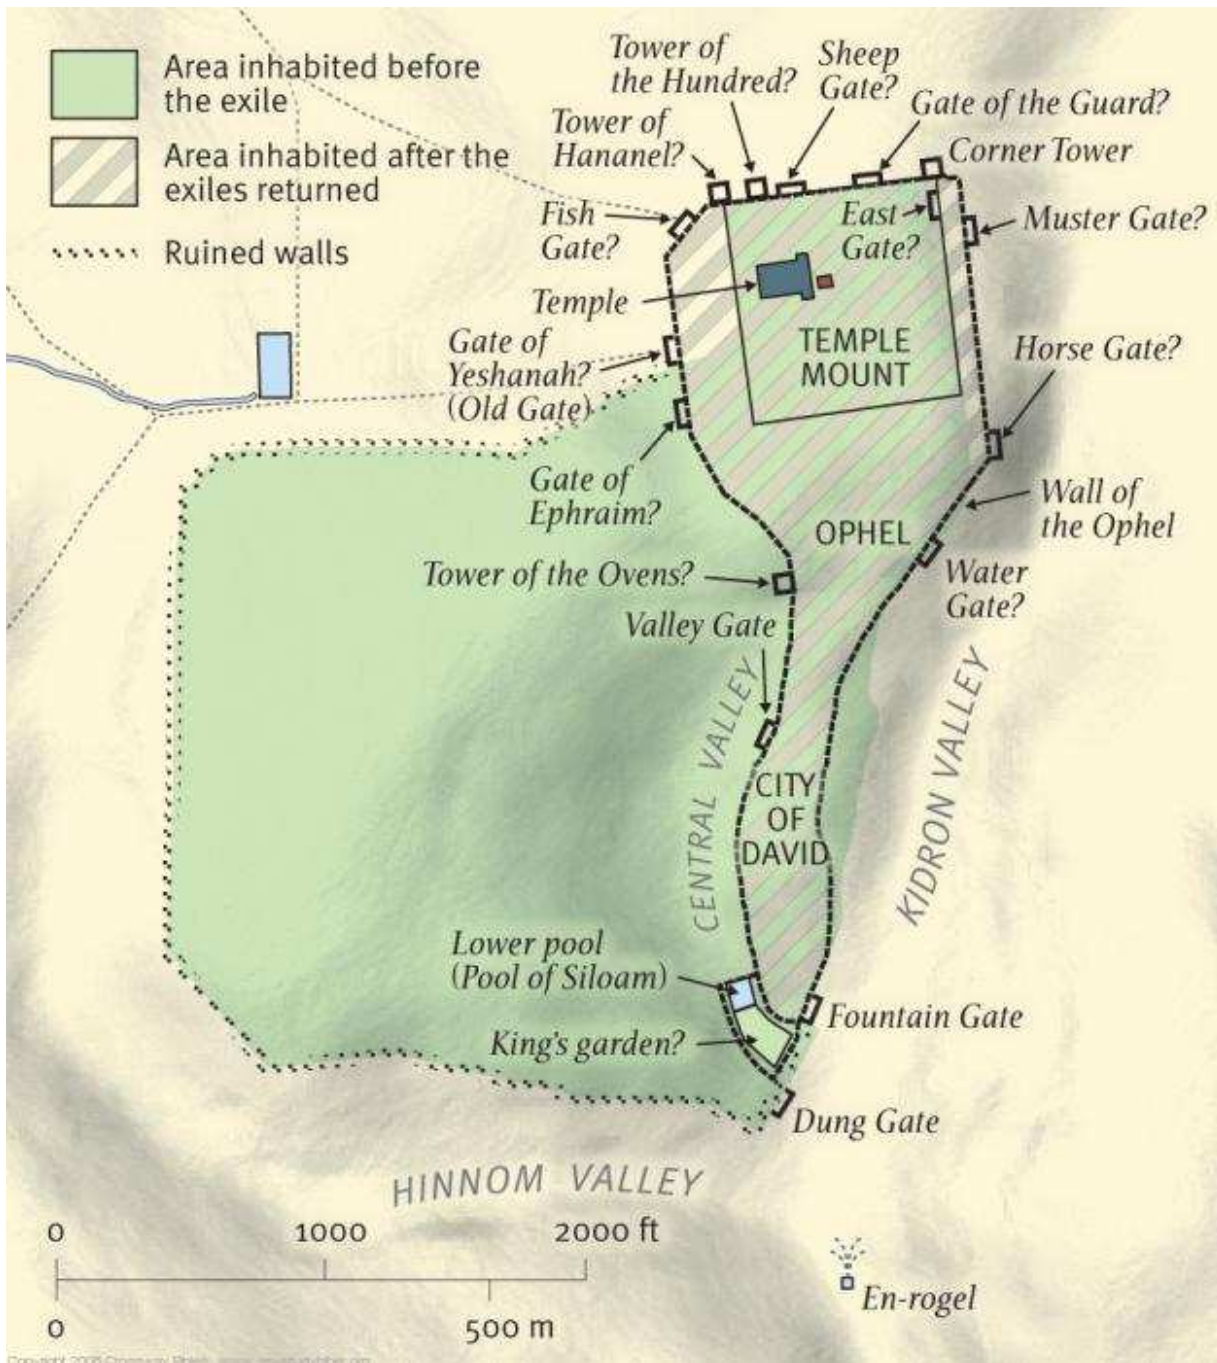 Area inhabited before
the exile
Area inhabited after the
exiles returned
Ruined walls
Tower of
the Hundred?
Sheep
Gate?
Gate of the Guard?
Tower of
Hananel?
Corner Tower
Fish
Gate?
East
Gate?
Muster Gate?
Temple
TEMPLE
MOUNT
Gate of
Yeshanah?
(Old Gate)
Horse Gate?
Gate of
Ephraim?
Wall of
the Ophel
OPHEL
Tower of the Ovens?
Water
Gate?
Valley Gate
CENTRAL VALLEY
KIDRON VALLEY
CITY
OF
DAVID
Lower pool
(Pool of Siloam)
Fountain Gate
King's garden?
Dung Gate
HINNOM VALLEY
0 1000 2000 ft
0 500 m
En-rogel